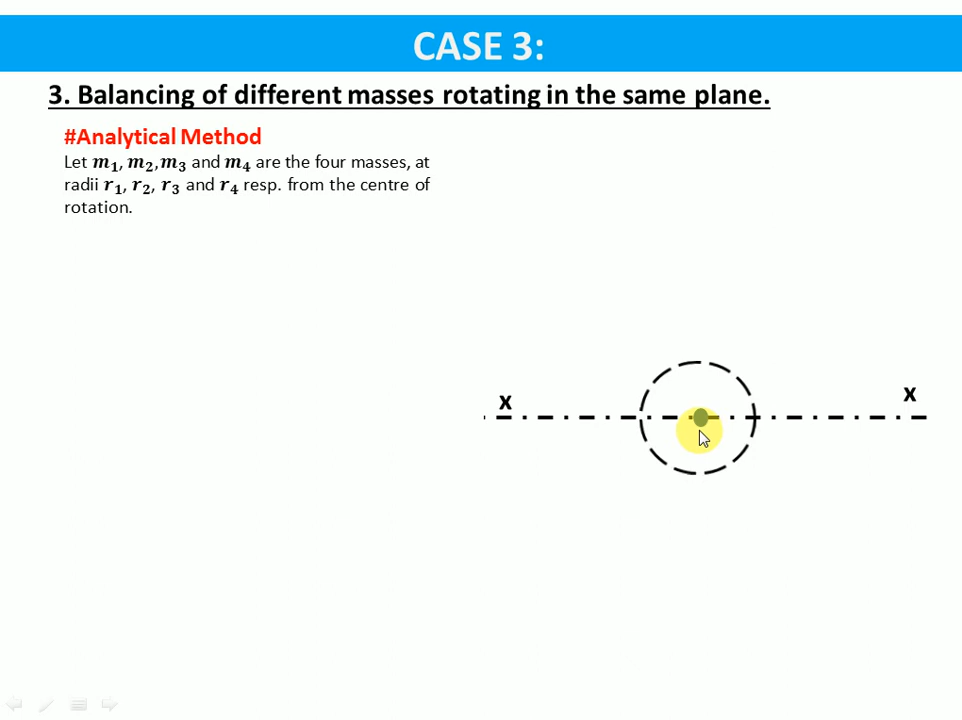 CASE 3:
3. Balancing of different masses rotating in the same plane.
#Analytical Method
Let m₁, m₂,m₃ and m₄ are the four masses, at
radii r₁, r₂, r₃ and r₄ resp. from the centre of
rotation.
x
x